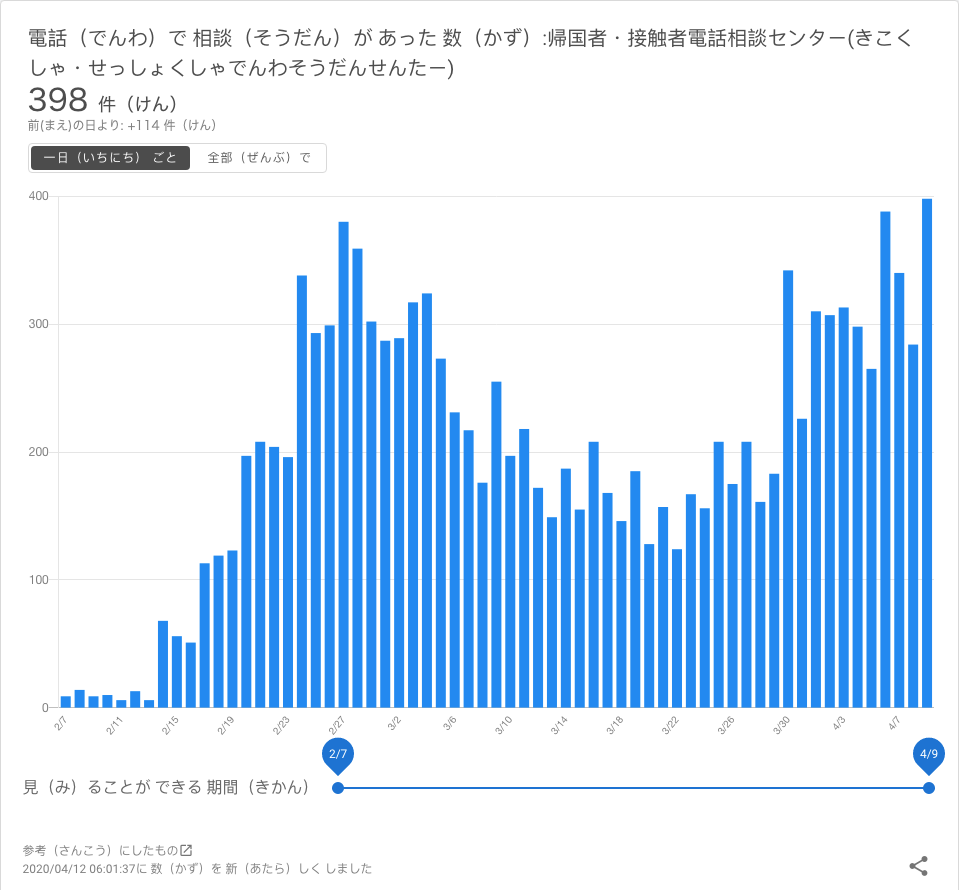 電話（でんわ）で 相談（そうだん）が あった 数（かず）:帰国者・接触者電話相談センター(きこく
しゃ・せっしょくしゃでんわそうだんせんたー)
398 件（けん）
前(まえ)の日より: +114 件（けん）
一日（いちにち） ごと 全部（ぜんぶ）で
400
300
200
100
0
2/7 2/11 2/15 2/19 2/23 2/27 3/2 3/6 3/10 3/14 3/18 3/22 3/26 3/30 4/3 4/7
2/7 4/9
見（み）ることが できる 期間（きかん）
参考（さんこう）にしたもの
2020/04/12 06:01:37に 数（かず）を 新（あたら）しく しました